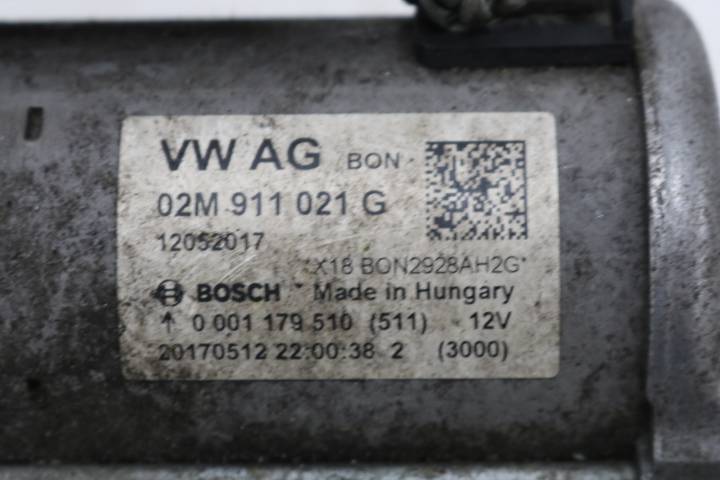 VW AG /BON
02M 911 021 G
12052017
*X18 BON2928AH2G*
BOSCH Made in Hungary
↑ 0 001 179 510 (511) 12V
20170512 22:00:38 2 (3000)